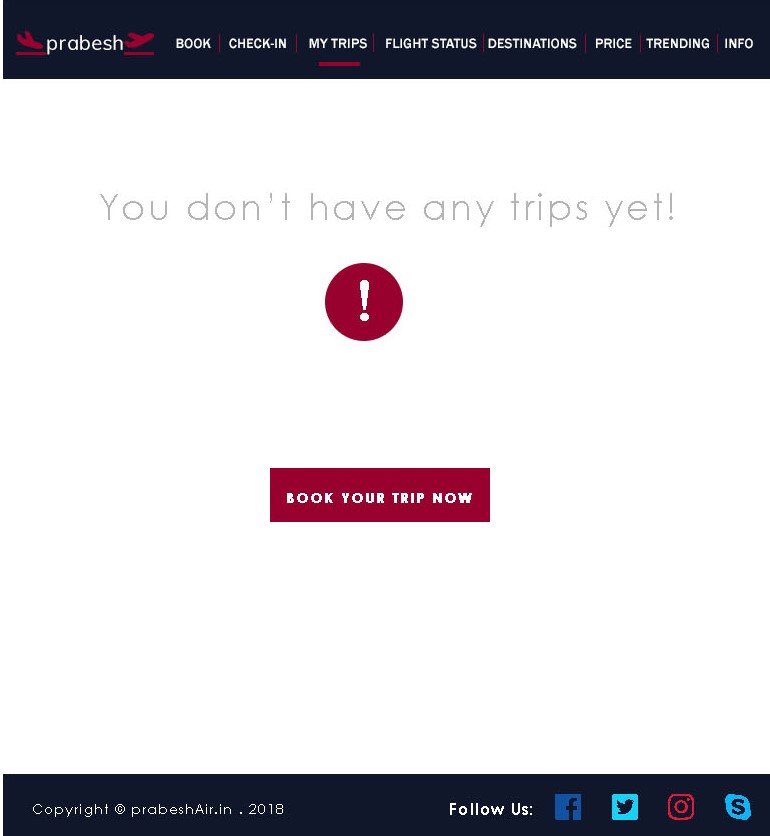 prabesh BOOK CHECK-IN MY TRIPS FLIGHT STATUS DESTINATIONS PRICE TRENDING INFO
You don't have any trips yet!
!
BOOK YOUR TRIP NOW
Copyright © prabeshAir.in . 2018 Follow Us: